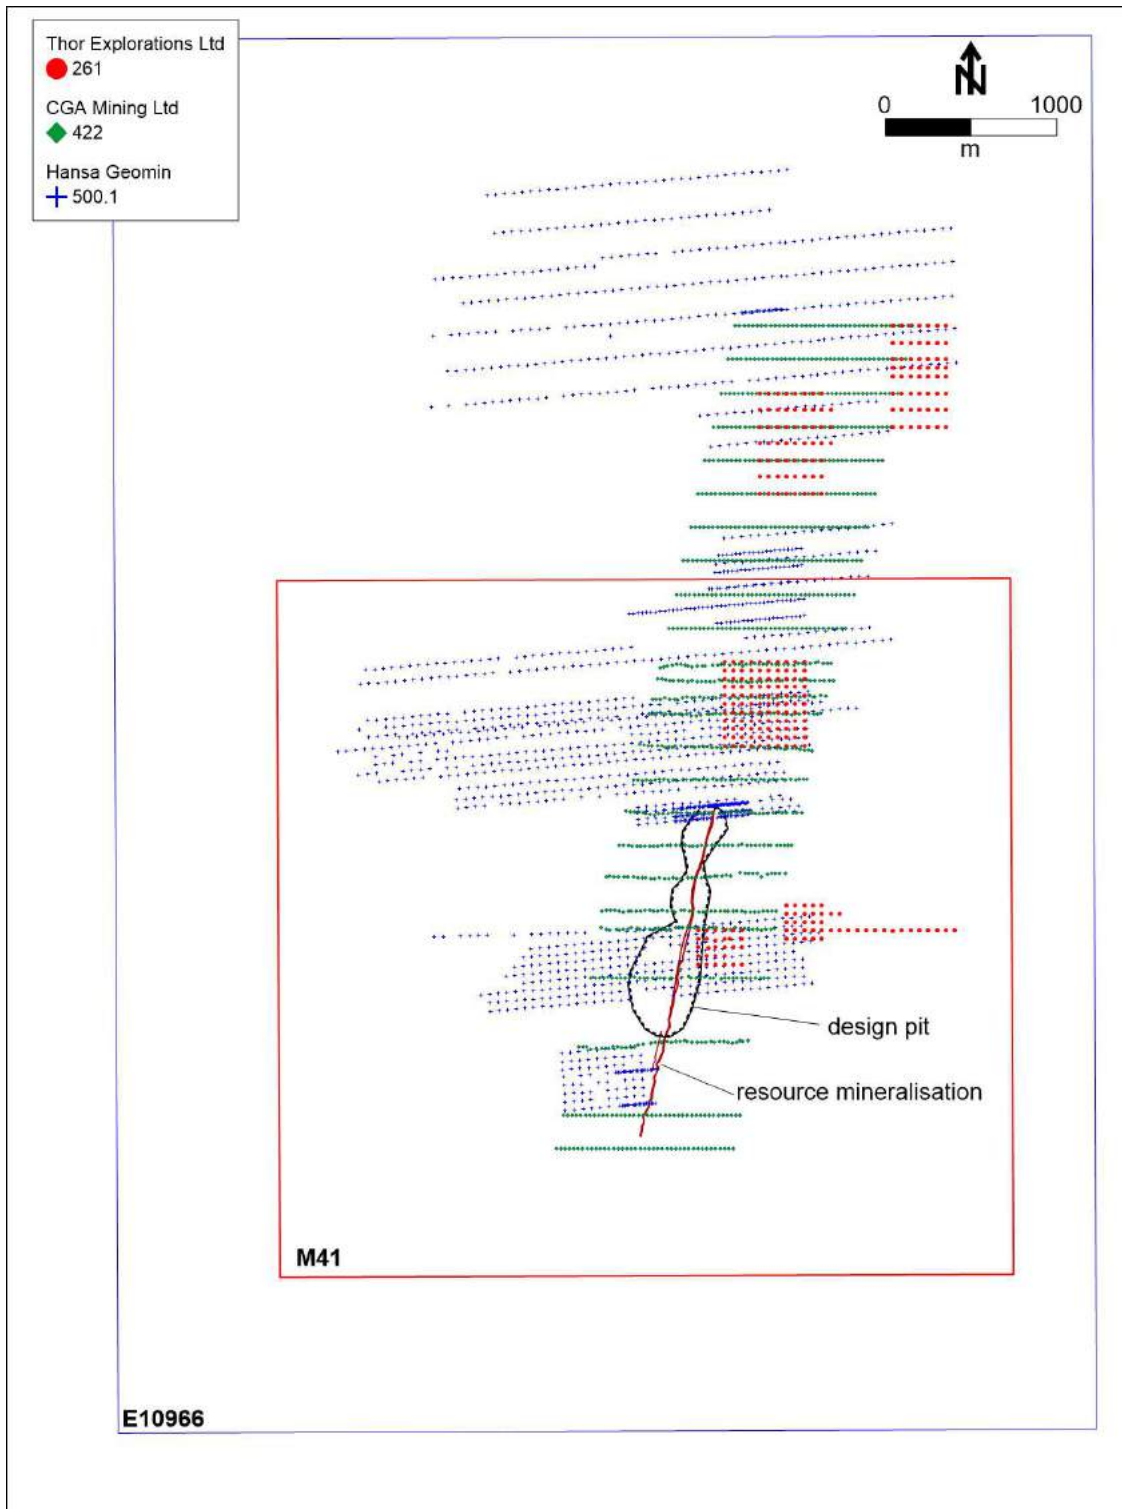 Thor Explorations Ltd
261
CGA Mining Ltd
422
Hansa Geomin
500.1
N
0 1000
m
design pit
resource mineralisation
M41
E10966